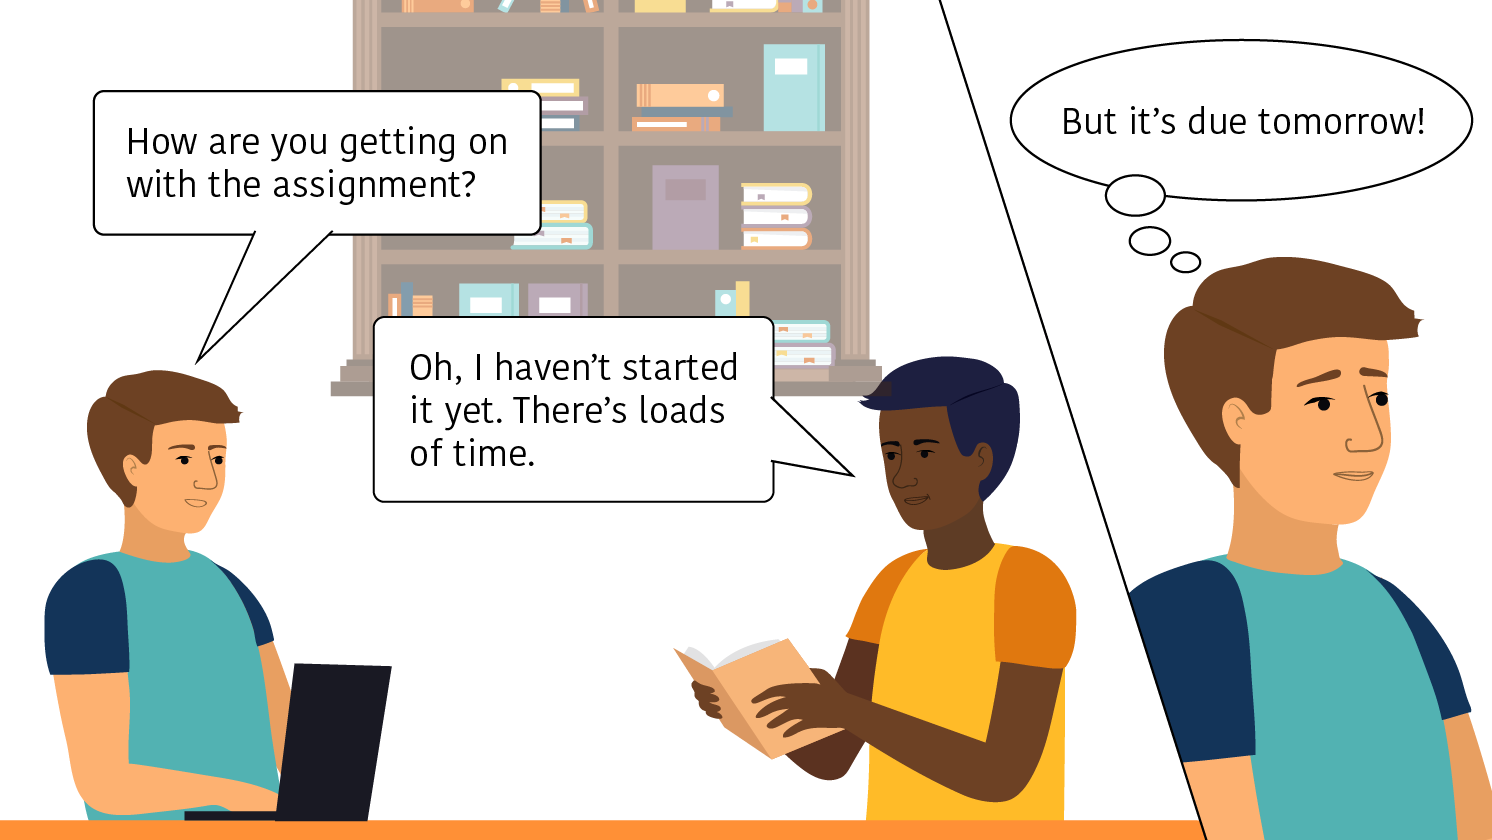 How are you getting on
with the assignment?
Oh, I haven’t started
it yet. There’s loads
of time.
But it’s due tomorrow!